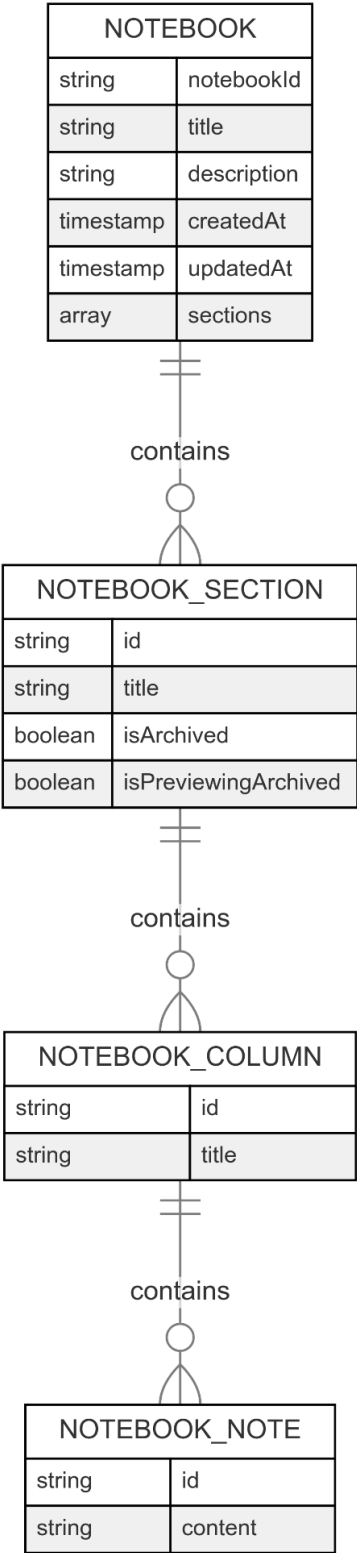 NOTEBOOK
string notebookId
string title
string description
timestamp createdAt
timestamp updatedAt
array sections
contains
NOTEBOOK_SECTION
string id
string title
boolean isArchived
boolean isPreviewingArchived
contains
NOTEBOOK_COLUMN
string id
string title
contains
NOTEBOOK_NOTE
string id
string content